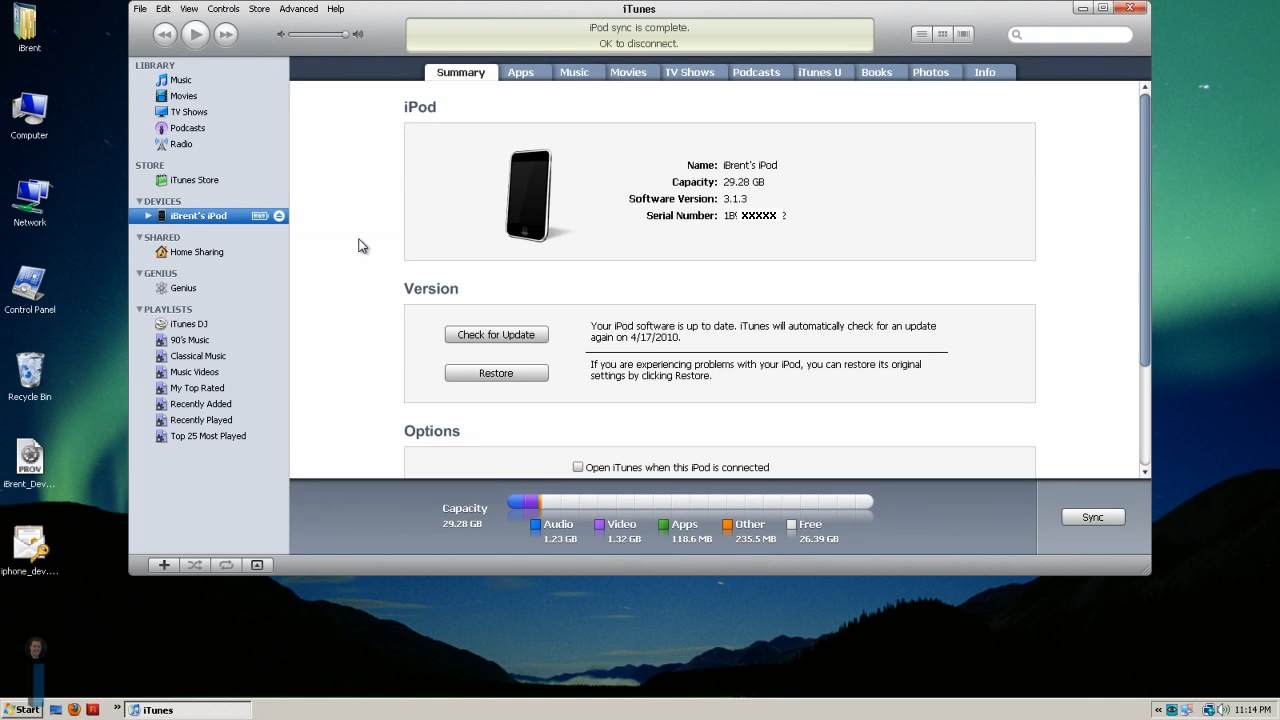 iBrent
Computer
Network
Control Panel
Recycle Bin
PROV
iBrent_Dev...
iphone_dev....
File Edit View Controls Store Advanced Help
iTunes
iPod sync is complete.
OK to disconnect.
LIBRARY
Music
Movies
TV Shows
Podcasts
Radio
STORE
iTunes Store
DEVICES
iBrent's iPod
SHARED
Home Sharing
GENIUS
Genius
PLAYLISTS
iTunes DJ
90's Music
Classical Music
Music Videos
My Top Rated
Recently Added
Recently Played
Top 25 Most Played
Summary Apps Music Movies TV Shows Podcasts iTunes U Books Photos Info
iPod
Name: iBrent's iPod
Capacity: 29.28 GB
Software Version: 3.1.3
Serial Number: 1B XXXXX 2
Version
Check for Update
Your iPod software is up to date. iTunes will automatically check for an update
again on 4/17/2010.
Restore
If you are experiencing problems with your iPod, you can restore its original
settings by clicking Restore.
Options
Open iTunes when this iPod is connected
Capacity
29.28 GB
Audio Video Apps Other Free
1.23 GB 1.32 GB 118.6 MB 235.5 MB 26.39 GB
Sync
Start
iTunes
11:14 PM